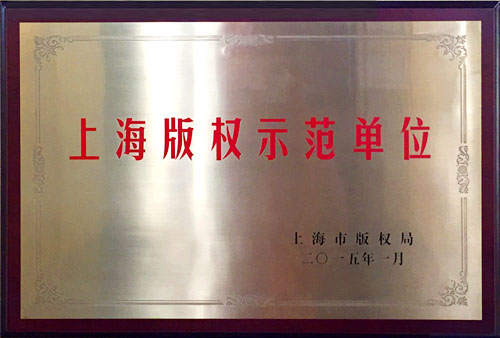 上海版权示范单位
上海市版权局
二〇一五年一月